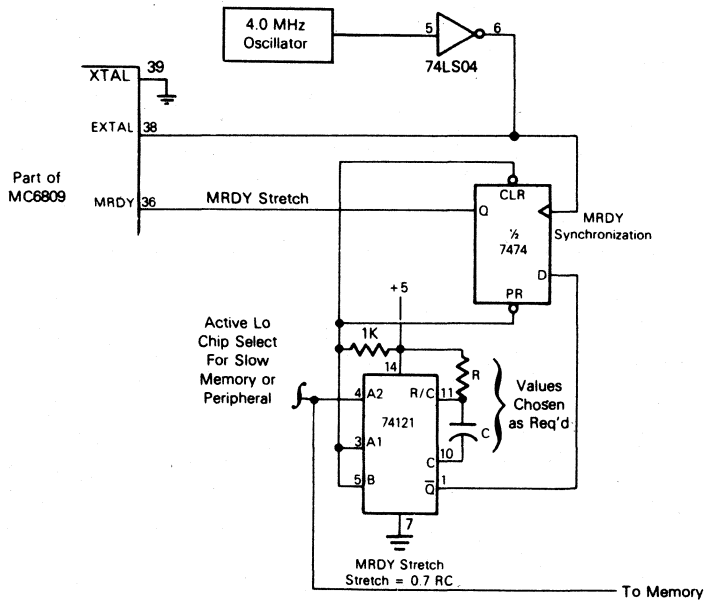 4.0 MHz
Oscillator
5
6
74LS04
XTAL
39
EXTAL
38
Part of
MC6809
MRDY
36
MRDY Stretch
CLR
Q
MRDY
Synchronization
½
7474
D
PR
+5
Active Lo
Chip Select
For Slow
Memory or
Peripheral
1K
14
R
4
A2
R/C
11
Values
Chosen
as Req'd
74121
C
3
A1
10
C
5
B
Q
1
7
MRDY Stretch
Stretch = 0.7 RC
To Memory